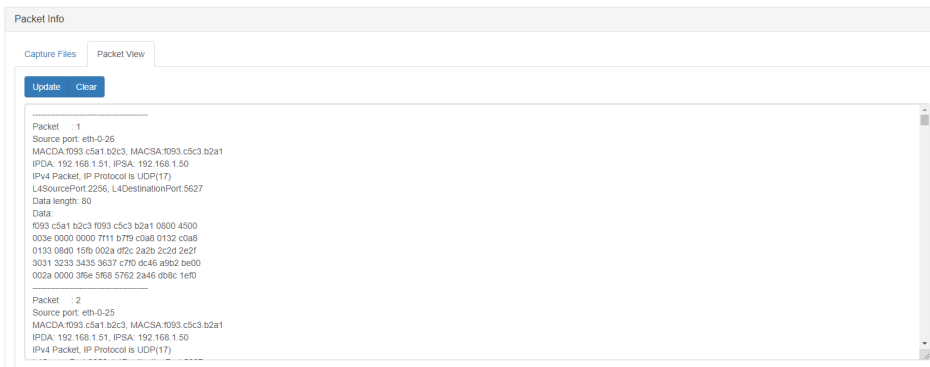 Packet Info
Capture Files Packet View
Update Clear
----------------------------------------
Packet : 1
Source port: eth-0-26
MACDA:f093.c5a1.b2c3, MACSA:f093.c5c3.b2a1
IPDA: 192.168.1.51, IPSA: 192.168.1.50
IPv4 Packet, IP Protocol is UDP(17)
L4SourcePort:2256, L4DestinationPort:5627
Data length: 80
Data:
f093 c5a1 b2c3 f093 c5c3 b2a1 0800 4500
003e 0000 0000 7f11 b7f9 c0a8 0132 c0a8
0133 08d0 15fb 002a df2c 2a2b 2c2d 2e2f
3031 3233 3435 3637 c7f0 dc46 a9b2 be00
002a 0000 3f6e 5f68 5762 2a46 db8c 1ef0
----------------------------------------
Packet : 2
Source port: eth-0-25
MACDA:f093.c5a1.b2c3, MACSA:f093.c5c3.b2a1
IPDA: 192.168.1.51, IPSA: 192.168.1.50
IPv4 Packet, IP Protocol is UDP(17)